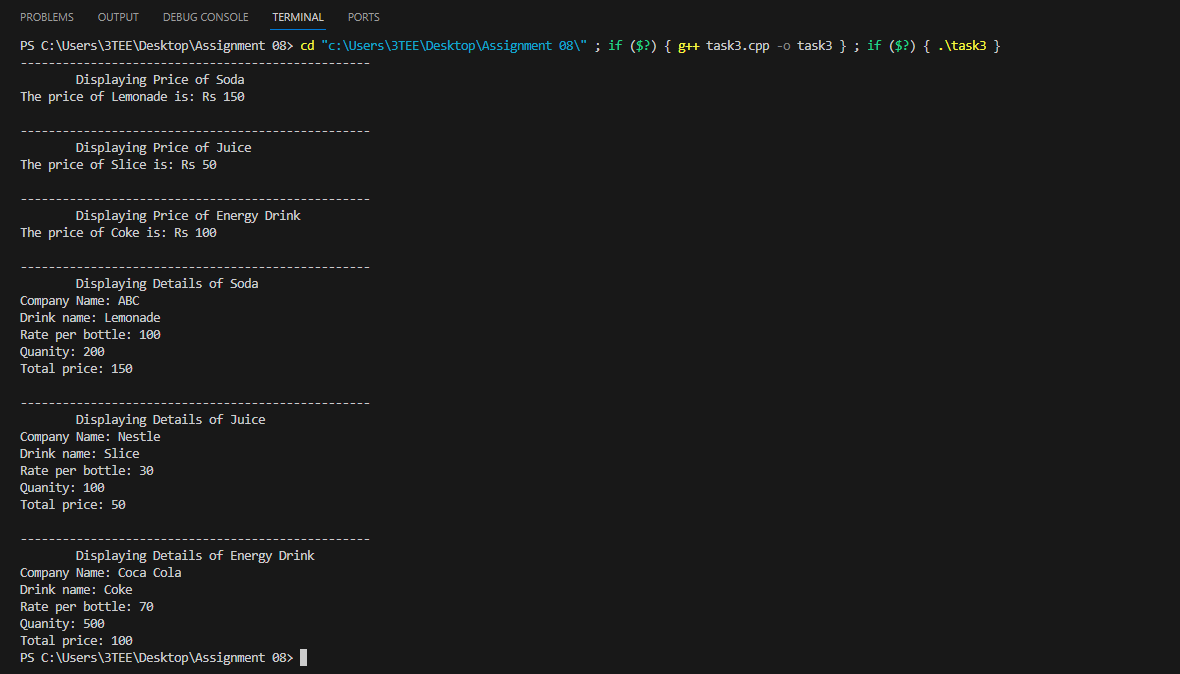 PROBLEMS OUTPUT DEBUG CONSOLE TERMINAL PORTS
PS C:\Users\3TEE\Desktop\Assignment 08> cd "c:\Users\3TEE\Desktop\Assignment 08\" ; if ($?) { g++ task3.cpp -o task3 } ; if ($?) { .\task3 }
--------------------------------------------------
        Displaying Price of Soda
The price of Lemonade is: Rs 150

--------------------------------------------------
        Displaying Price of Juice
The price of Slice is: Rs 50

--------------------------------------------------
        Displaying Price of Energy Drink
The price of Coke is: Rs 100

--------------------------------------------------
        Displaying Details of Soda
Company Name: ABC
Drink name: Lemonade
Rate per bottle: 100
Quanity: 200
Total price: 150

--------------------------------------------------
        Displaying Details of Juice
Company Name: Nestle
Drink name: Slice
Rate per bottle: 30
Quanity: 100
Total price: 50

--------------------------------------------------
        Displaying Details of Energy Drink
Company Name: Coca Cola
Drink name: Coke
Rate per bottle: 70
Quanity: 500
Total price: 100
PS C:\Users\3TEE\Desktop\Assignment 08>